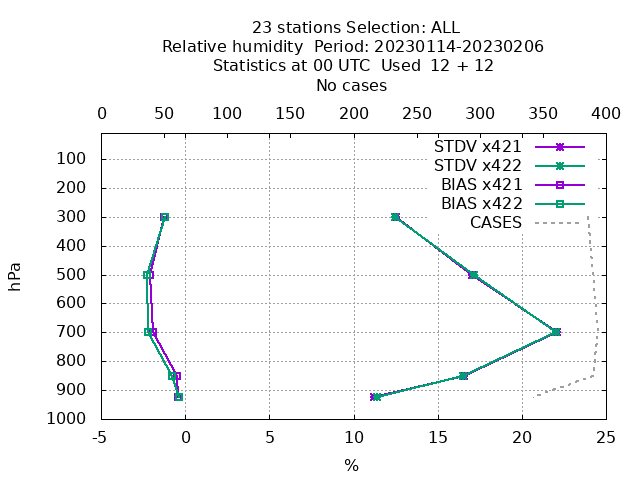 23 stations Selection: ALL
Relative humidity  Period: 20230114-20230206
Statistics at 00 UTC  Used  12 + 12
No cases
0 50 100 150 200 250 300 350 400
STDV x421
STDV x422
BIAS x421
BIAS x422
CASES
100
200
300
400
500
600
700
800
900
1000
hPa
-5 0 5 10 15 20 25
%